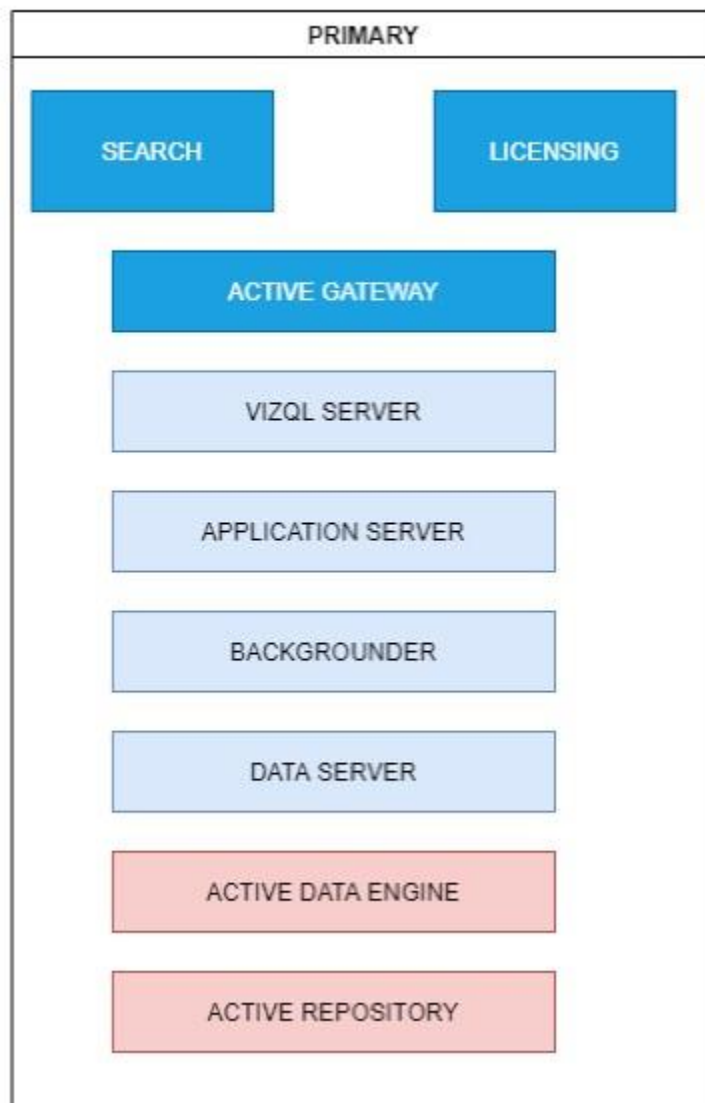 PRIMARY
SEARCH
LICENSING
ACTIVE GATEWAY
VIZQL SERVER
APPLICATION SERVER
BACKGROUNDER
DATA SERVER
ACTIVE DATA ENGINE
ACTIVE REPOSITORY